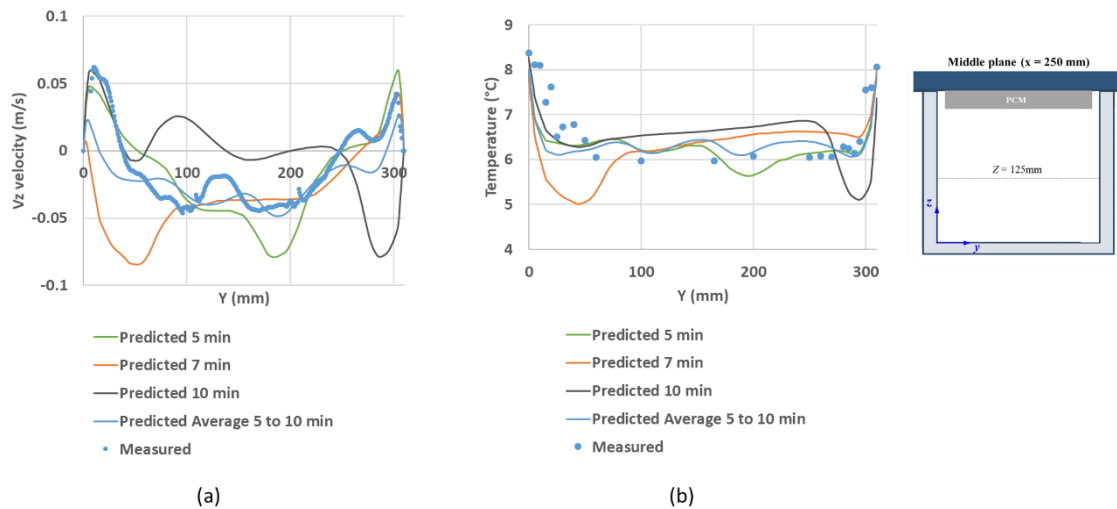 0.1
0.05
0
-0.05
-0.1
Vz velocity (m/s)
0
100
200
300
Y (mm)
Predicted 5 min
Predicted 7 min
Predicted 10 min
Predicted Average 5 to 10 min
Measured
(a)
(b)
9
8
7
6
5
4
Temperature (°C)
0
100
200
300
Y (mm)
Predicted 5 min
Predicted 7 min
Predicted 10 min
Predicted Average 5 to 10 min
Measured
(b)
Middle plane (x = 250 mm)
PCM
Z = 125mm
z
y